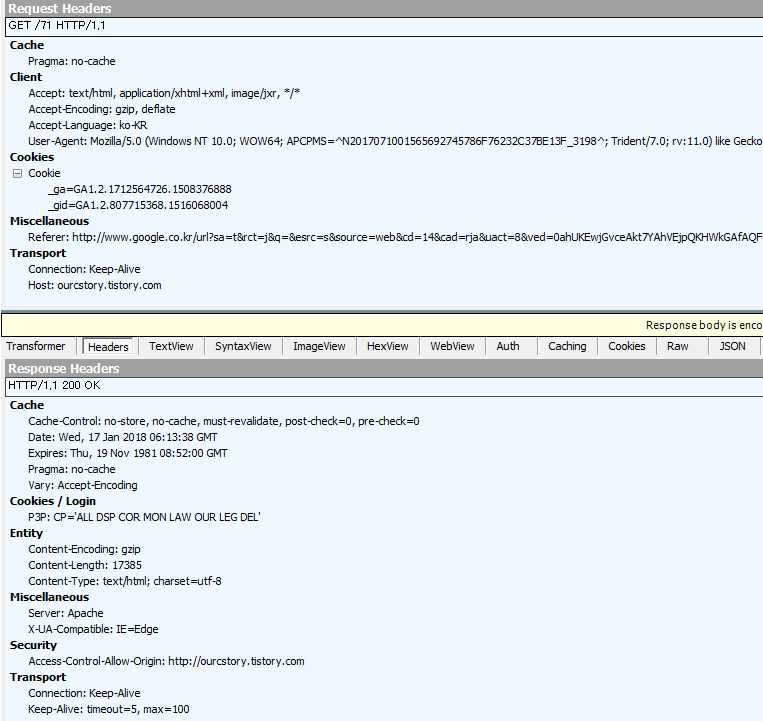 Request Headers
GET /71 HTTP/1.1
Cache
Pragma: no-cache
Client
Accept: text/html, application/xhtml+xml, image/jxr, */*
Accept-Encoding: gzip, deflate
Accept-Language: ko-KR
User-Agent: Mozilla/5.0 (Windows NT 10.0; WOW64; APCPMS=^N20170710015656927457​86F76232C37BE13F_3198^; Trident/7.0; rv:11.0) like Gecko
Cookies
Cookie
_ga=GA1.2.1712564726.1508376888
_gid=GA1.2.807715368.1516068004
Miscellaneous
Referer: http://www.google.co.kr/url?sa=t&rct=j&q=&esrc=s&source=web&cd=14&cad=rja&uact=8&ved=0ahUKEwjGvceAkt7YAhVEjpQKHWkGAfAQF
Transport
Connection: Keep-Alive
Host: ourcstory.tistory.com
Response body is enco
Transformer Headers TextView SyntaxView ImageView HexView WebView Auth Caching Cookies Raw JSON
Response Headers
HTTP/1.1 200 OK
Cache
Cache-Control: no-store, no-cache, must-revalidate, post-check=0, pre-check=0
Date: Wed, 17 Jan 2018 06:13:38 GMT
Expires: Thu, 19 Nov 1981 08:52:00 GMT
Pragma: no-cache
Vary: Accept-Encoding
Cookies / Login
P3P: CP='ALL DSP COR MON LAW OUR LEG DEL'
Entity
Content-Encoding: gzip
Content-Length: 17385
Content-Type: text/html; charset=utf-8
Miscellaneous
Server: Apache
X-UA-Compatible: IE=Edge
Security
Access-Control-Allow-Origin: http://ourcstory.tistory.com
Transport
Connection: Keep-Alive
Keep-Alive: timeout=5, max=100